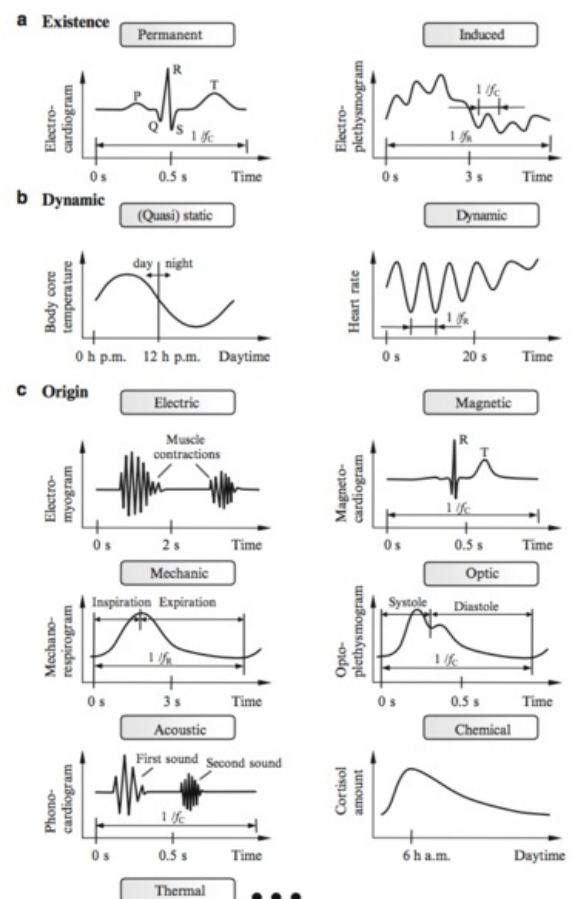 a Existence
Permanent
Induced
Electro-
cardiogram
P
Q
R
S
T
1/fC
0 s
0.5 s
Time
Electro-
plethysmogram
1/fC
1/fR
0 s
3 s
Time
b Dynamic
(Quasi) static
Dynamic
Body core
temperature
day
night
0 h p.m.
12 h p.m.
Daytime
Heart rate
1/fR
0 s
20 s
Time
c Origin
Electric
Magnetic
Electro-
myogram
Muscle
contractions
0 s
2 s
Time
Magneto-
cardiogram
R
T
1/fC
0 s
0.5 s
Time
Mechanic
Optic
Mechano-
respirogram
Inspiration
Expiration
1/fR
0 s
3 s
Time
Opto-
plethysmogram
Systole
Diastole
1/fC
0 s
0.5 s
Time
Acoustic
Chemical
Phono-
cardiogram
First sound
Second sound
1/fC
0 s
0.5 s
Time
Cortisol
amount
6 h a.m.
Daytime
Thermal